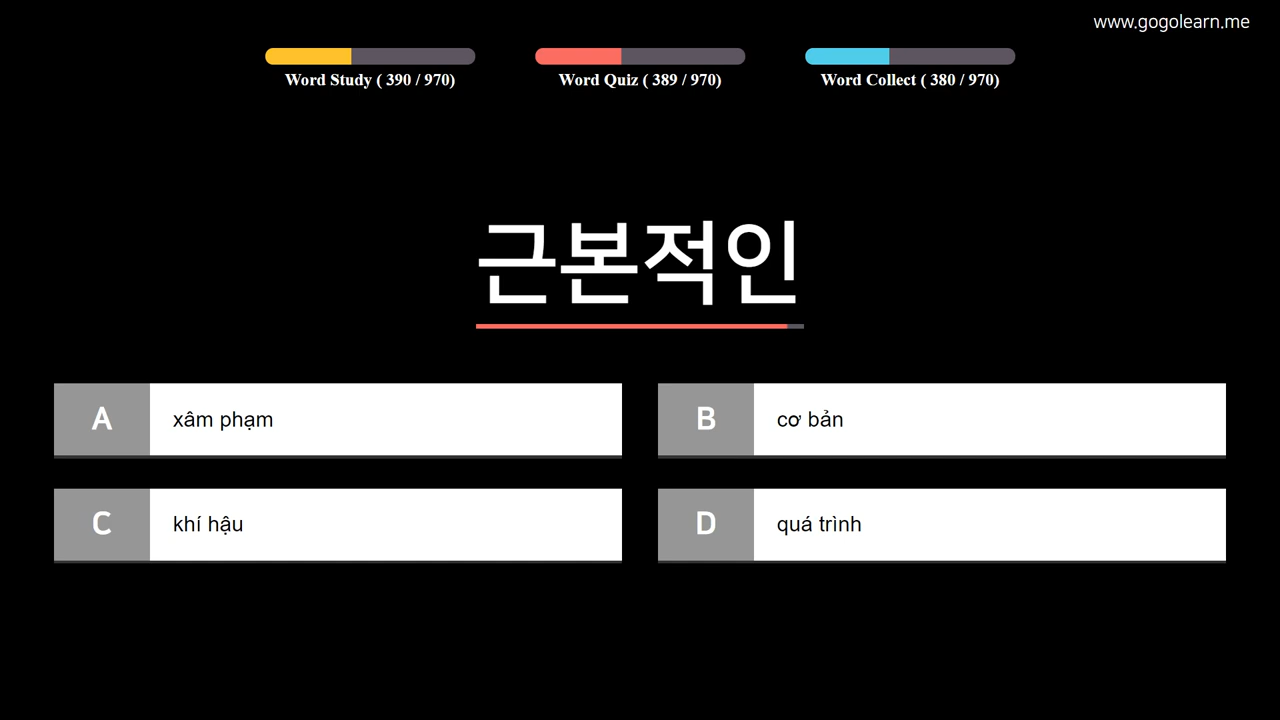 www.gogolearn.me
Word Study ( 390 / 970)
Word Quiz ( 389 / 970)
Word Collect ( 380 / 970)
근본적인
A xâm phạm
B cơ bản
C khí hậu
D quá trình